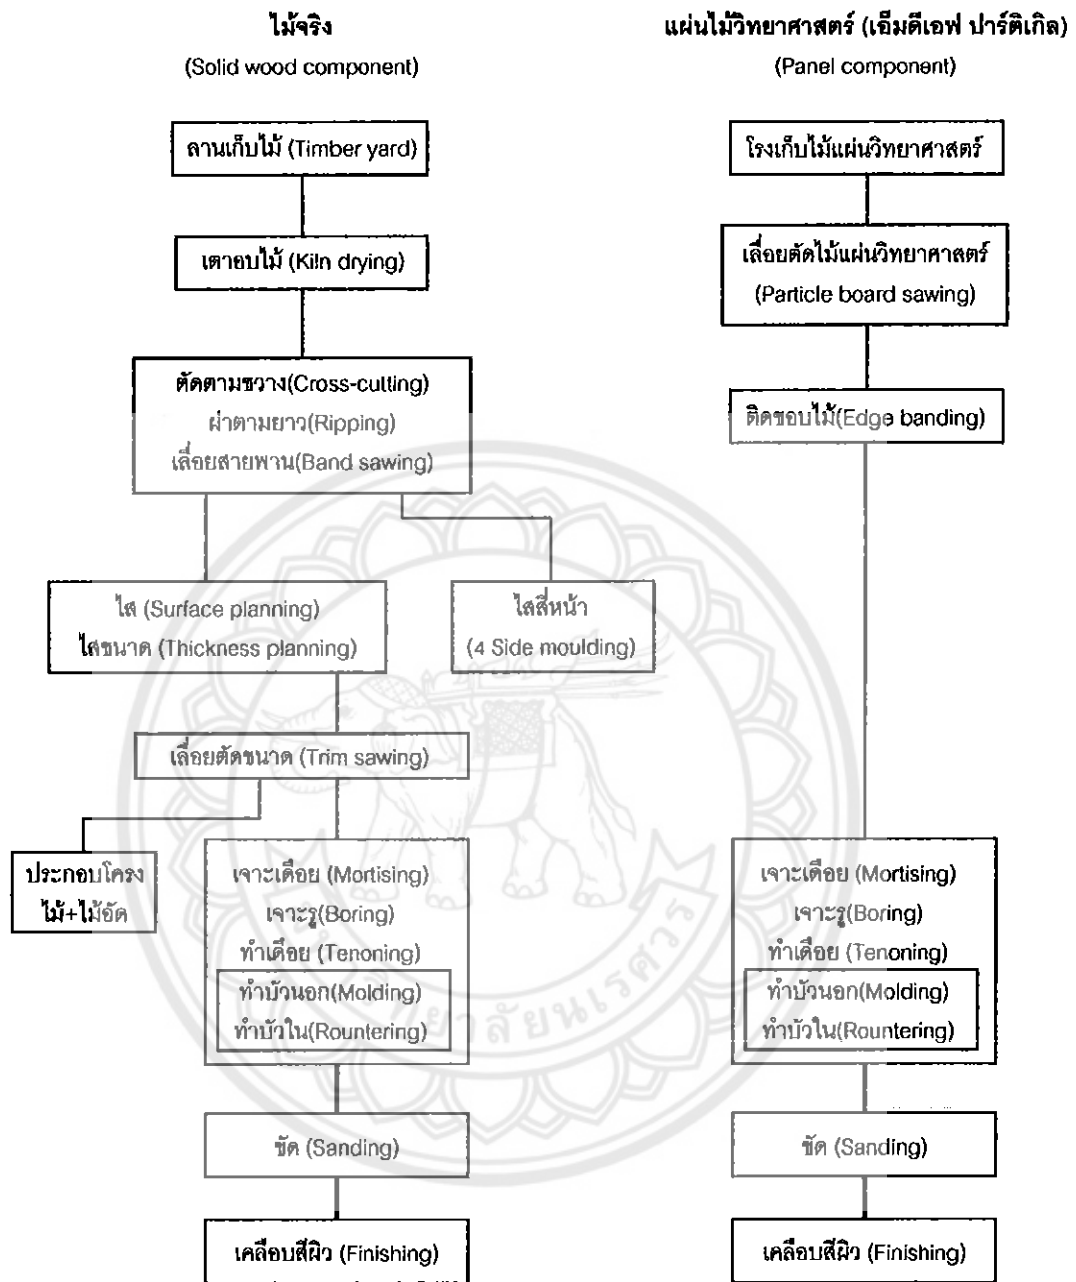 ไม้จริง
(Solid wood component)
ลานเก็บไม้ (Timber yard)
เตาอบไม้ (Kiln drying)
ตัดตามขวาง(Cross-cutting)
ผ่าตามยาว(Ripping)
เลื่อยสายพาน(Band sawing)
ไส (Surface planning)
ไสขนาด (Thickness planning)
ไสสี่หน้า
(4 Side moulding)
เลื่อยตัดขนาด (Trim sawing)
ประกอบโครง
ไม้+ไม้อัด
เจาะเดือย (Mortising)
เจาะรู(Boring)
ทำเดือย (Tenoning)
ทำบัวนอก(Molding)
ทำบัวใน(Rountering)
ขัด (Sanding)
เคลือบสีผิว (Finishing)
แผ่นไม้วิทยาศาสตร์ (เอ็มดีเอฟ ปาร์ติเกิล)
(Panel component)
โรงเก็บไม้แผ่นวิทยาศาสตร์
เลื่อยตัดไม้แผ่นวิทยาศาสตร์
(Particle board sawing)
ติดขอบไม้(Edge banding)
เจาะเดือย (Mortising)
เจาะรู(Boring)
ทำเดือย (Tenoning)
ทำบัวนอก(Molding)
ทำบัวใน(Rountering)
ขัด (Sanding)
เคลือบสีผิว (Finishing)